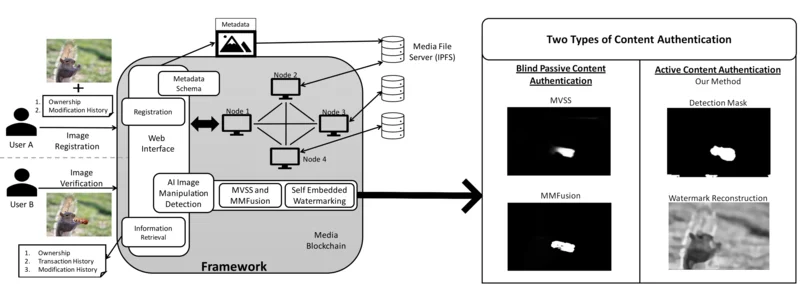 Metadata
Media File
Server (IPFS)
Metadata
Schema
Node 2
Node 1
Node 3
Node 4
1. Ownership
2. Modification History
User A
Image
Registration
Registration
Web
Interface
Image
Verification
User B
AI Image
Manipulation
Detection
MVSS and
MMFusion
Self Embedded
Watermarking
Information
Retrieval
1. Ownership
2. Transaction History
3. Modification History
Media
Blockchain
Framework
Two Types of Content Authentication
Blind Passive Content
Authentication
MVSS
MMFusion
Active Content Authentication
Our Method
Detection Mask
Watermark Reconstruction